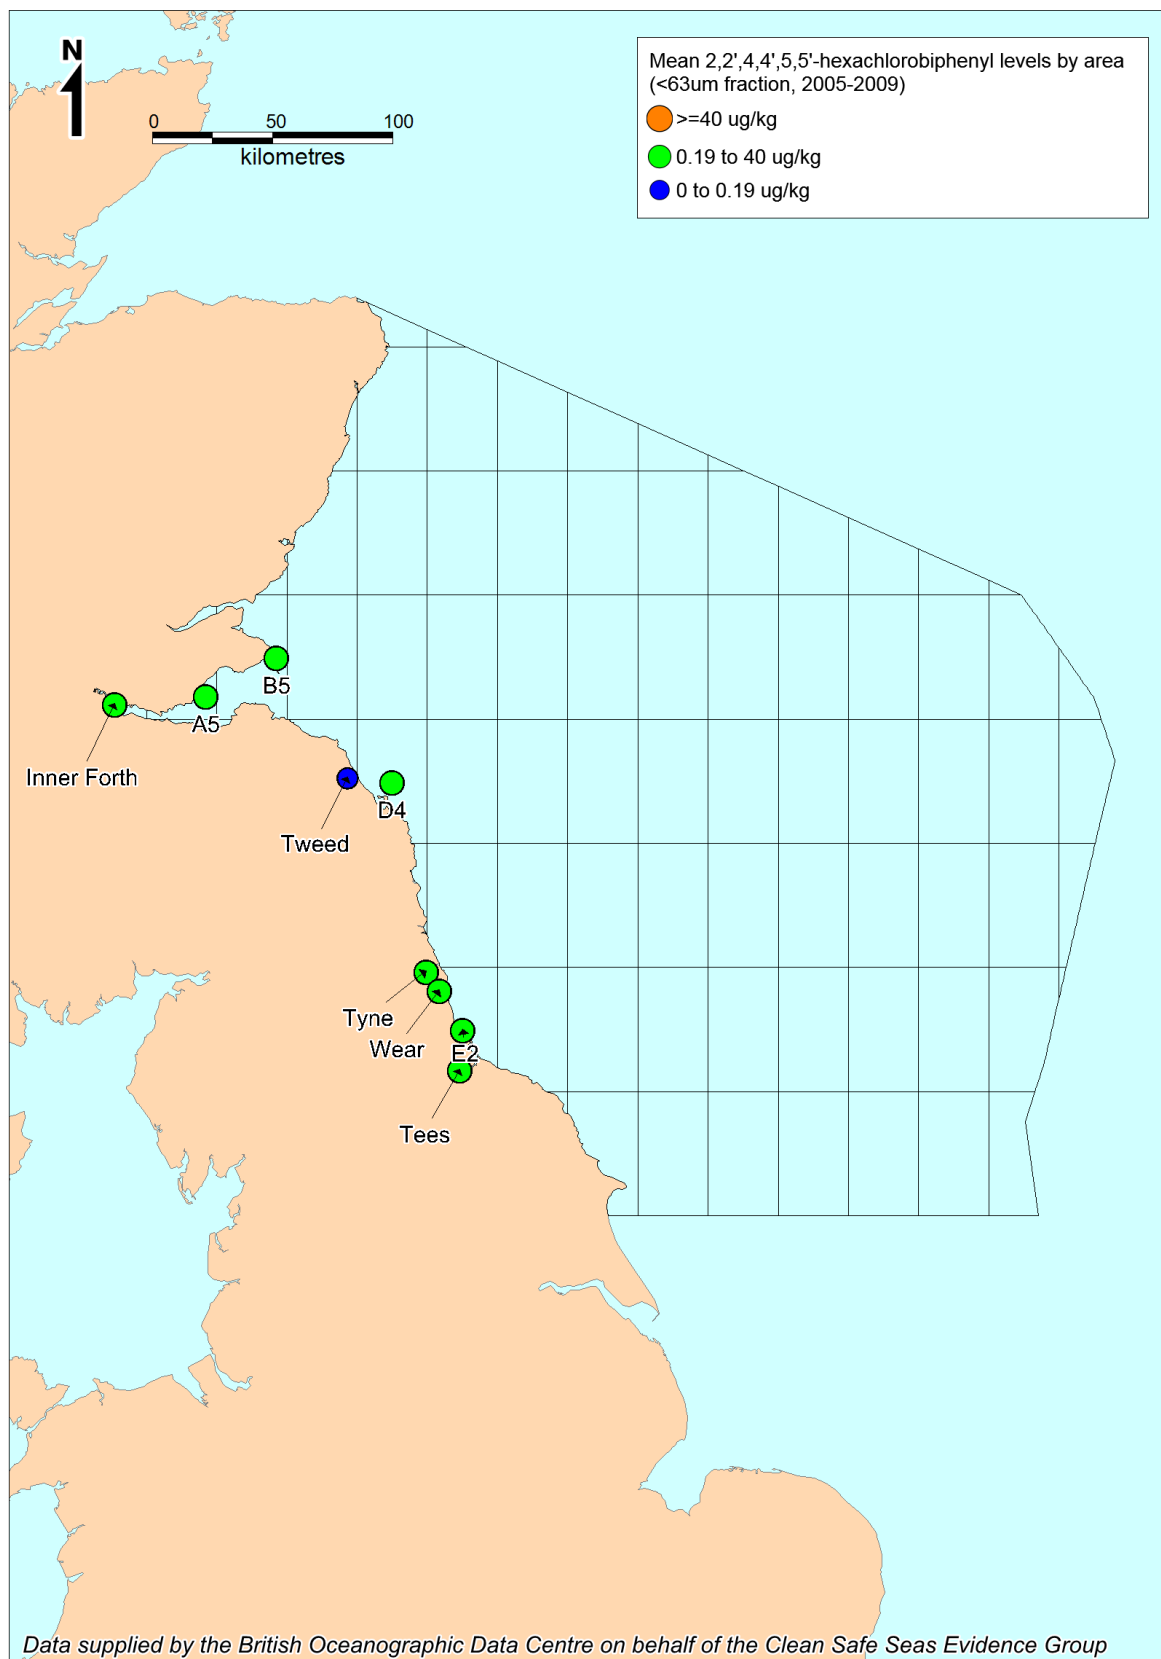 N
0 50 100
kilometres
Mean 2,2',4,4',5,5'-hexachlorobiphenyl levels by area
(<63um fraction, 2005-2009)
>=40 ug/kg
0.19 to 40 ug/kg
0 to 0.19 ug/kg
B5
A5
Inner Forth
D4
Tweed
Tyne
Wear
E2
Tees
Data supplied by the British Oceanographic Data Centre on behalf of the Clean Safe Seas Evidence Group